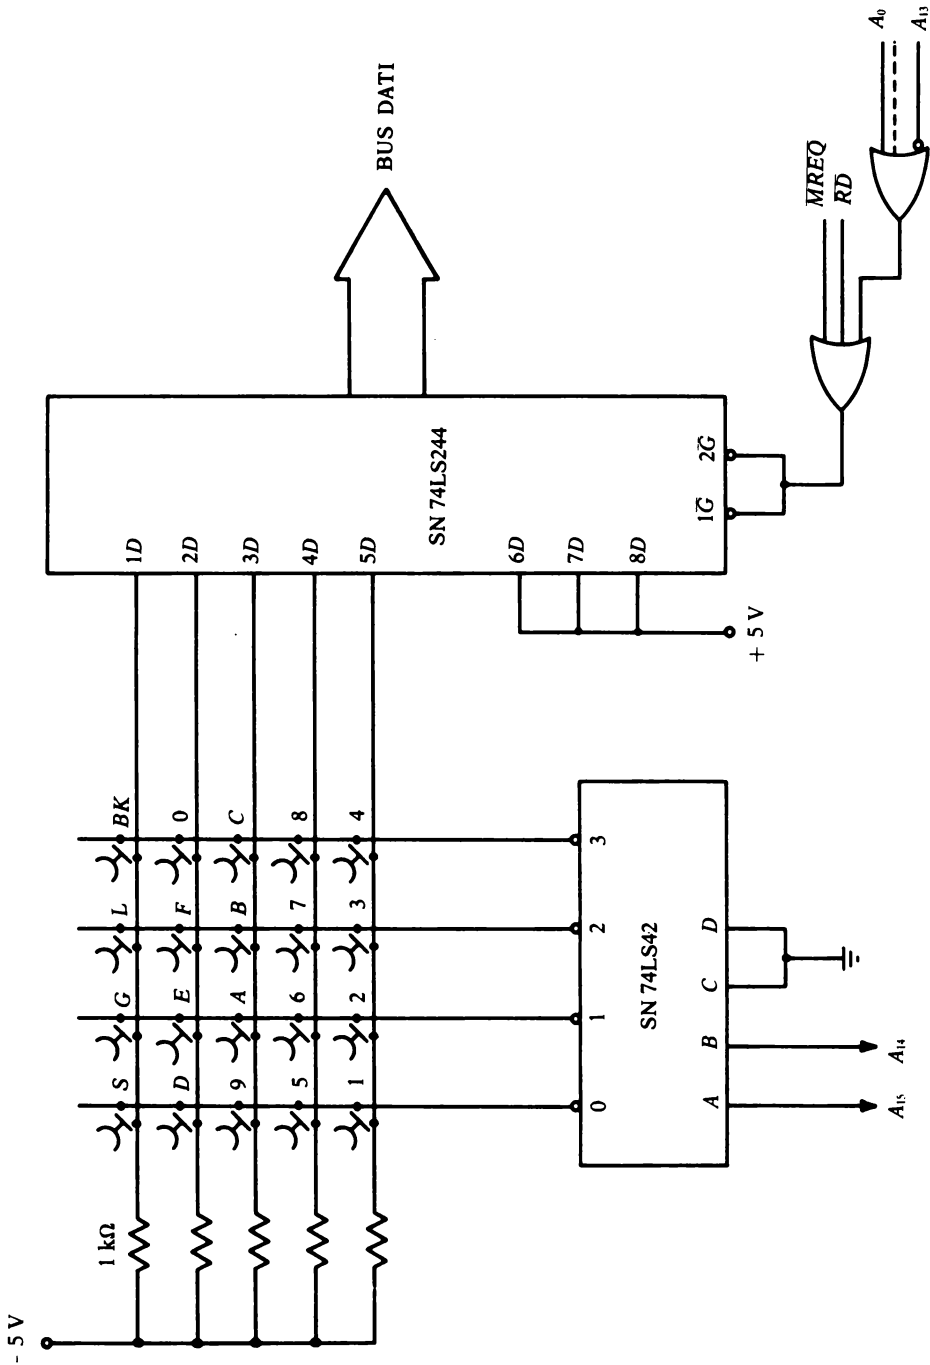 BUS DATI
A₀
A₁₃
M̅R̅E̅Q̅
R̅D̅
SN 74LS244
1D
2D
3D
4D
5D
6D
7D
8D
1G̅
2G̅
+ 5 V
BK
0
C
8
4
L
F
B
7
3
G
E
A
6
2
S
D
9
5
1
3
2
1
0
SN 74LS42
D
C
B
A
A₁₄
A₁₅
1 kΩ
5 V